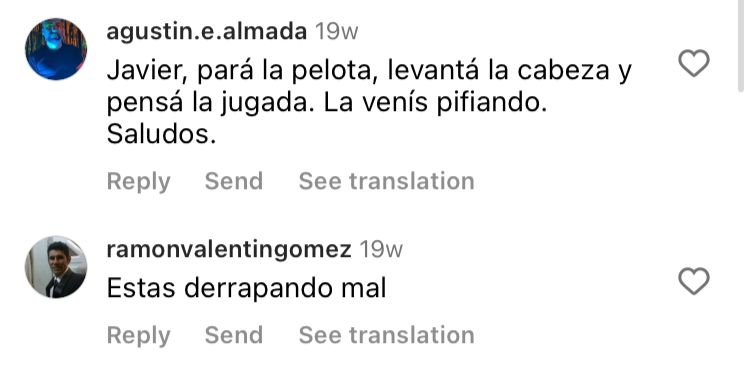 agustin.e.almada 19w
Javier, pará la pelota, levantá la cabeza y
pensá la jugada. La venís pifiando.
Saludos.
Reply Send See translation
ramonvalentingomez 19w
Estas derrapando mal
Reply Send See translation